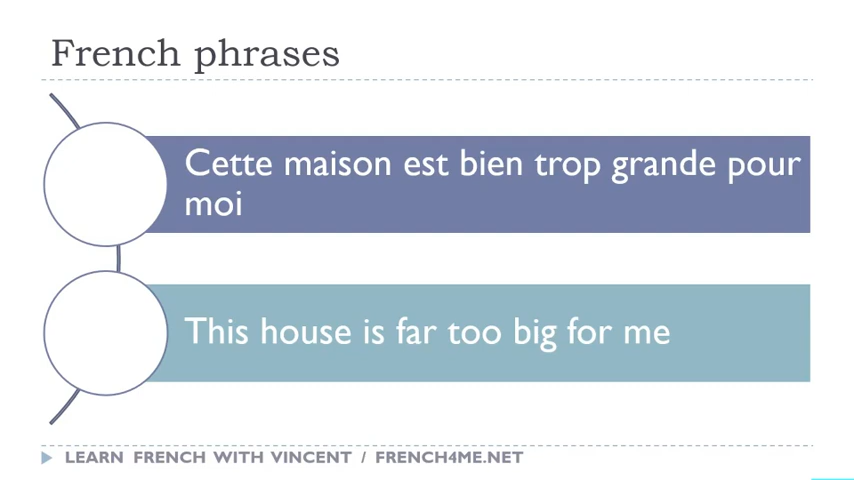 French phrases
Cette maison est bien trop grande pour
moi
This house is far too big for me
LEARN FRENCH WITH VINCENT / FRENCH4ME.NET